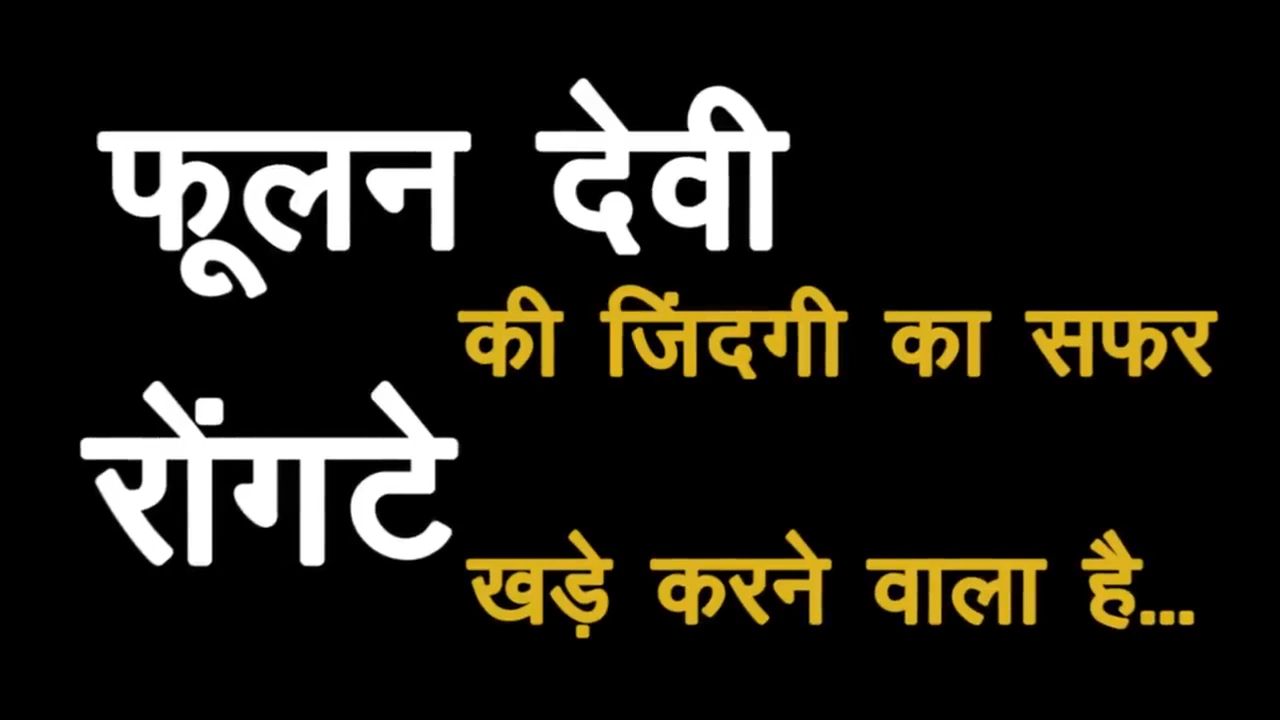 फूलन देवी
की जिंदगी का सफर
रोंगटे
खड़े करने वाला है...